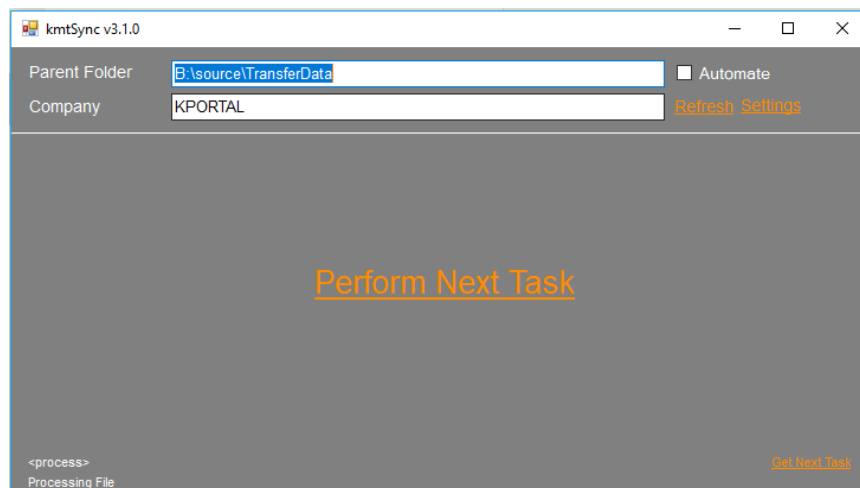 kmtSync v3.1.0
Parent Folder B:\source\TransferData Automate
Company KPORTAL Refresh Settings
Perform Next Task
<process> Get Next Task
Processing File